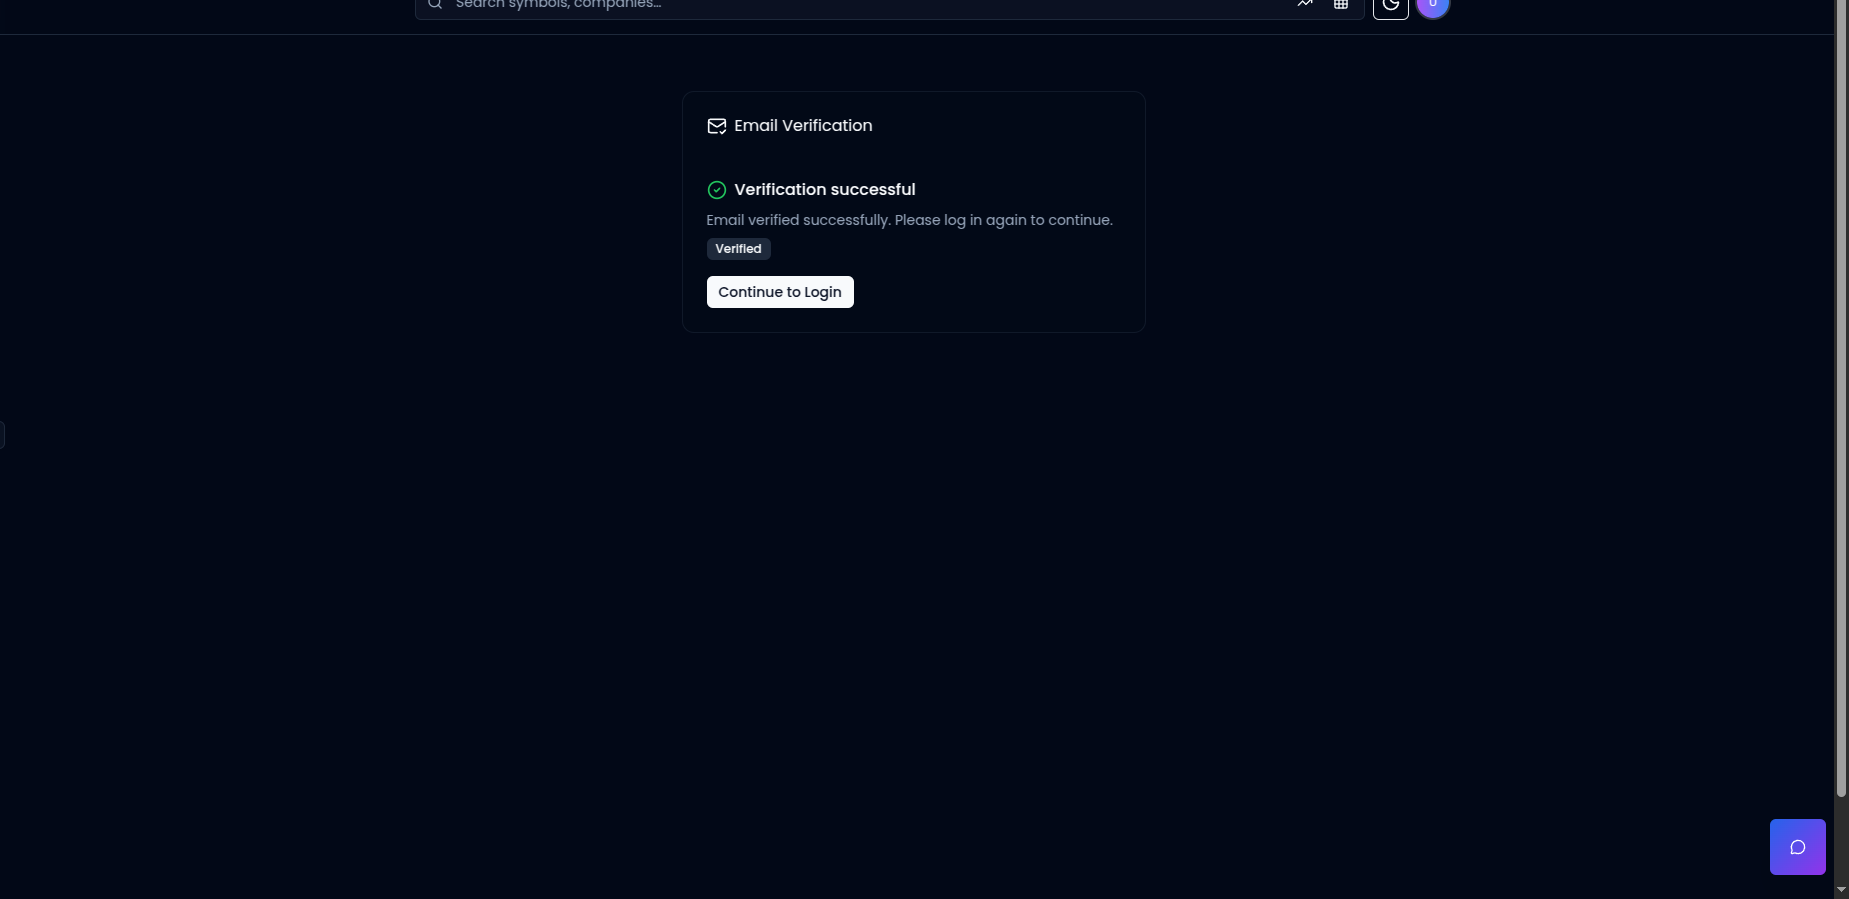 Search symbols, companies...
U
Email Verification
Verification successful
Email verified successfully. Please log in again to continue.
Verified
Continue to Login